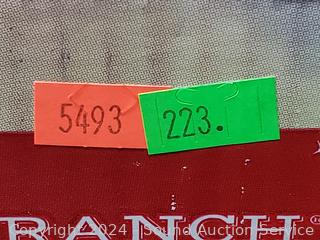 5493
223.
RANCH®
Copyright 2024 - Sound Auction Service